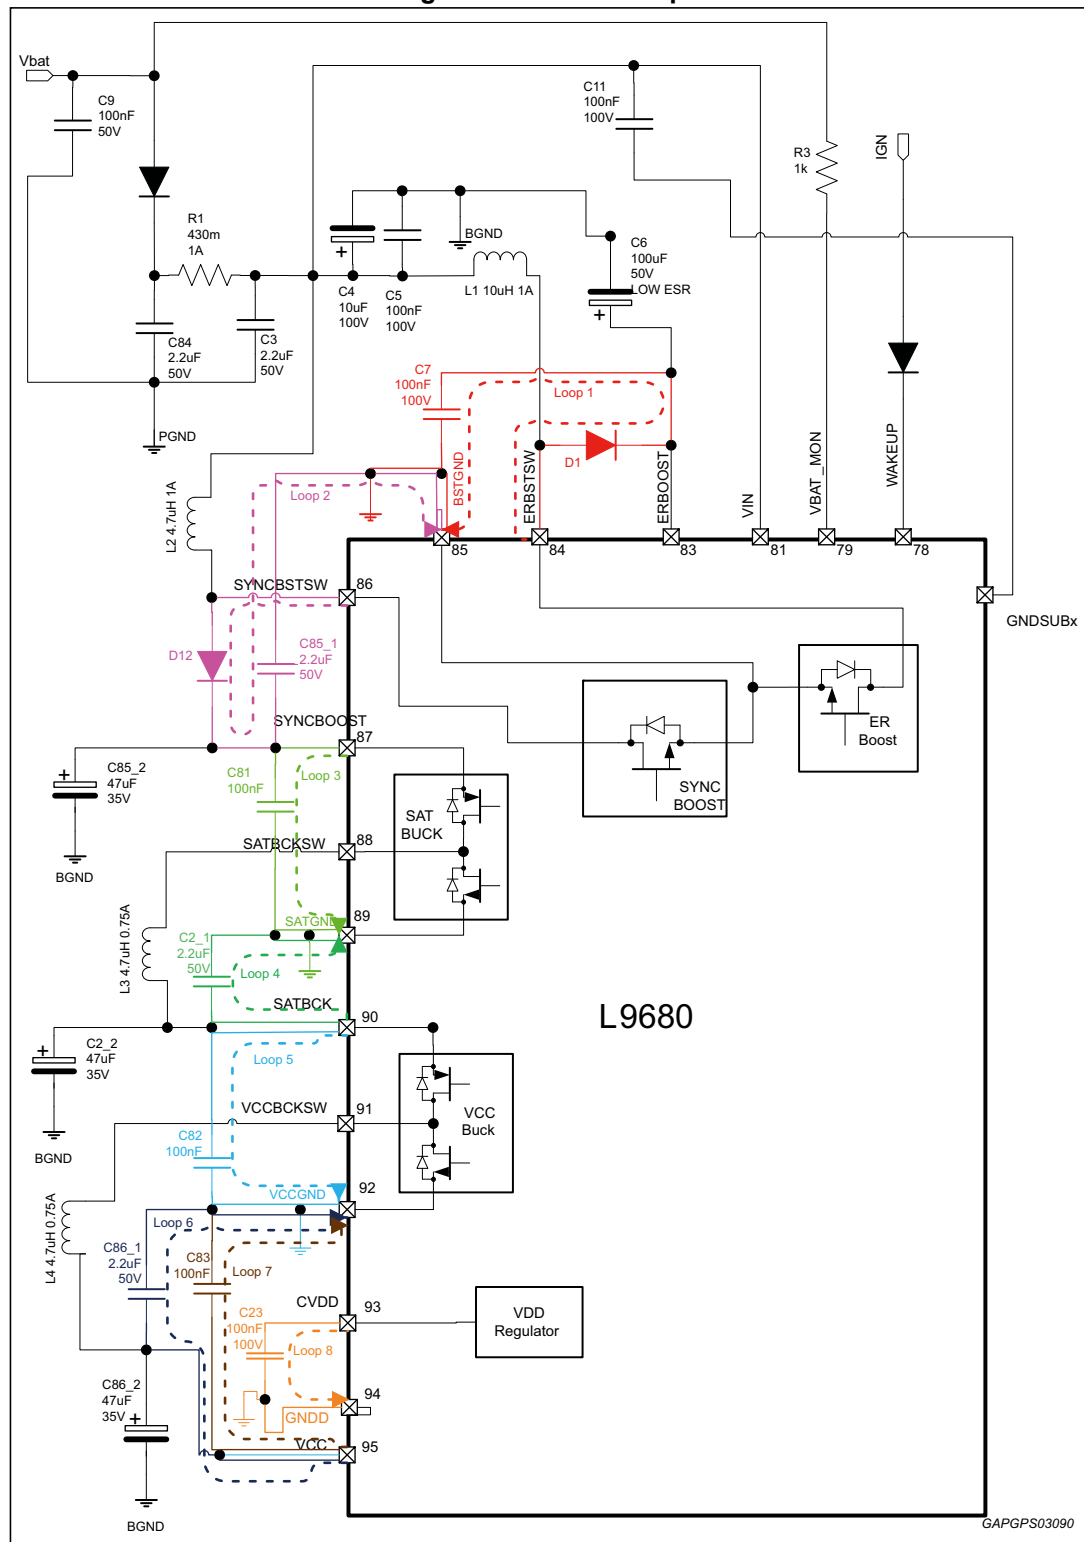 Vbat
C9
100nF
50V
C11
100nF
100V
R3
1k
IGN
R1
430m
1A
BGND
C6
100uF
50V
LOW ESR
L1 10uH 1A
C4
10uF
100V
C5
100nF
100V
C84
2.2uF
50V
C3
2.2uF
50V
PGND
C7
100nF
100V
Loop 1
D1
BSTGND
ERBSTSW
ERBOOST
VIN
VBAT_MON
WAKEUP
Loop 2
L2 4.7uH 1A
85
84
83
81
79
78
SYNCBSTSW
86
GNDSUBx
D12
C85_1
2.2uF
50V
ER
Boost
SYNC
BOOST
SYNCBOOST
87
C85_2
47uF
35V
C81
100nF
Loop 3
SAT
BUCK
SATBCKSW
88
BGND
L3 4.7uH 0.75A
SATGND
89
C2_1
2.2uF
50V
Loop 4
SATBCK
90
L9680
C2_2
47uF
35V
Loop 5
VCCBCKSW
91
VCC
Buck
C82
100nF
BGND
VCCGND
92
L4 4.7uH 0.75A
Loop 6
C86_1
2.2uF
50V
C83
100nF
Loop 7
CVDD
93
VDD
Regulator
C23
100nF
100V
Loop 8
C86_2
47uF
35V
94
GNDD
VCC
95
BGND
GAPGPS03090